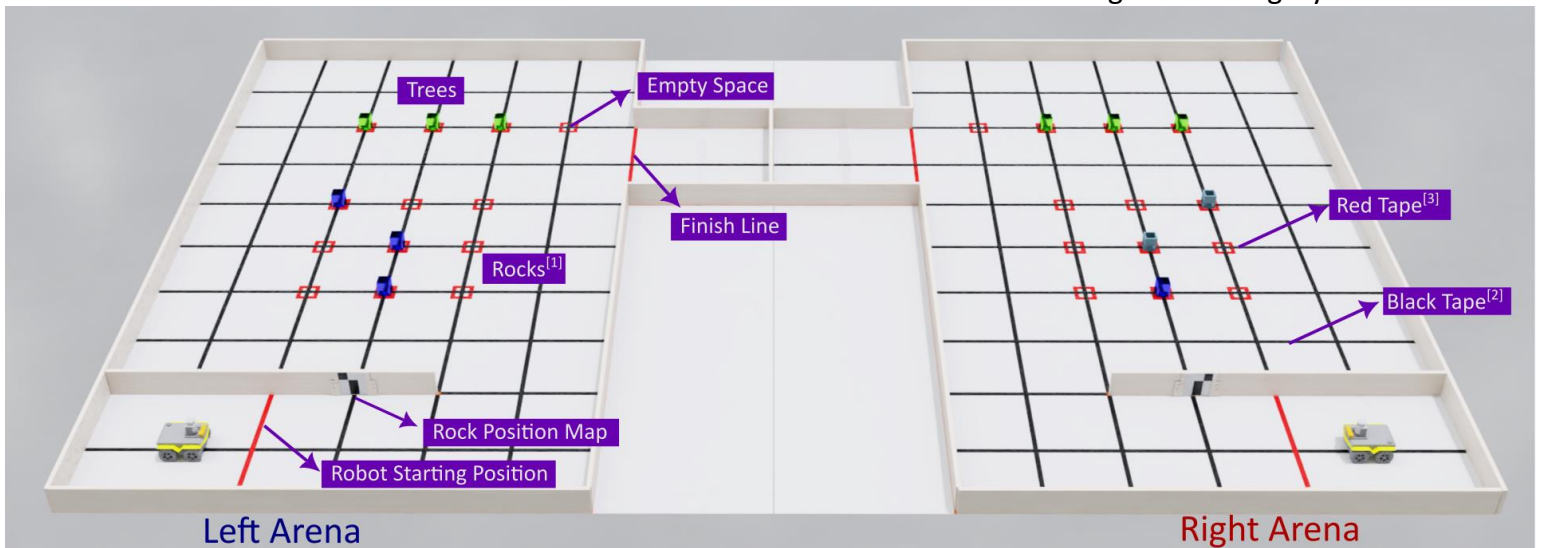 Trees
Empty Space
Finish Line
Red Tape[3]
Rocks[1]
Black Tape[2]
Rock Position Map
Robot Starting Position
Left Arena
Right Arena